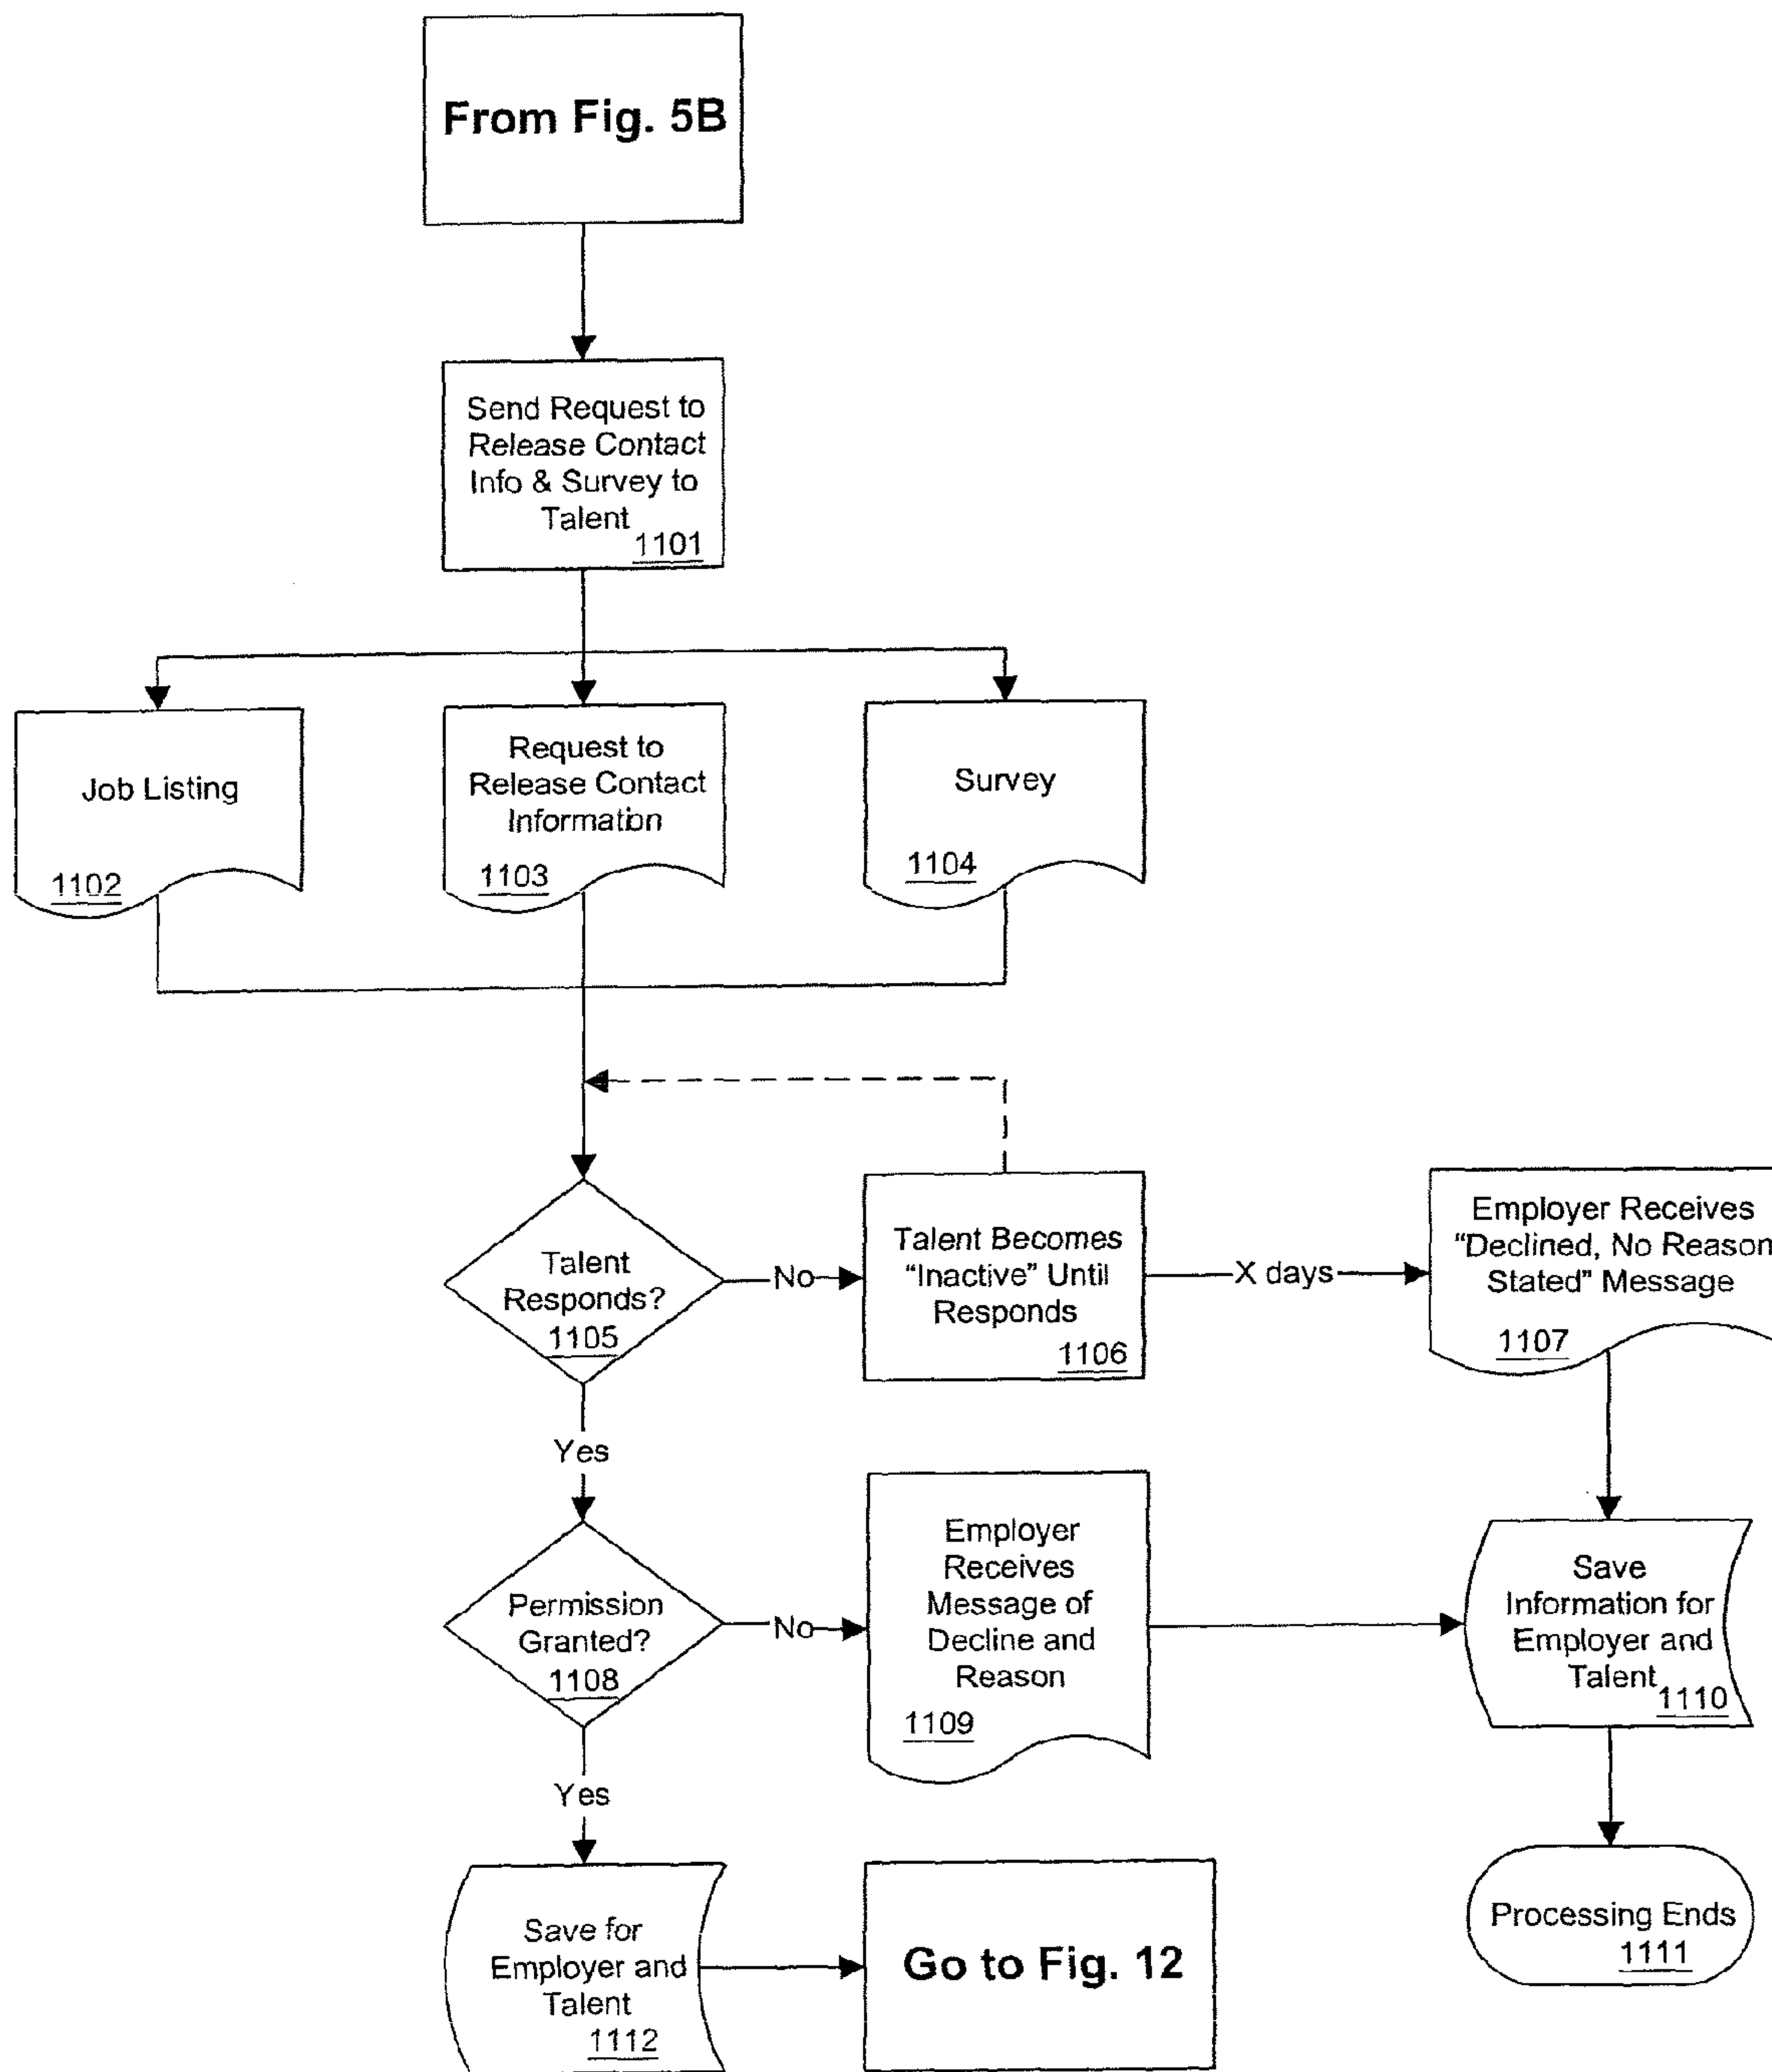 From Fig. 5B
Send Request to
Release Contact
Info & Survey to
Talent
1101
Job Listing
1102
Request to
Release Contact
Information
1103
Survey
1104
Talent
Responds?
1105
No
Talent Becomes
"Inactive" Until
Responds
1106
X days
Employer Receives
"Declined, No Reason
Stated" Message
1107
Yes
Permission
Granted?
1108
No
Employer
Receives
Message of
Decline and
Reason
1109
Save
Information for
Employer and
Talent
1110
Yes
Save for
Employer and
Talent
1112
Go to Fig. 12
Processing Ends
1111